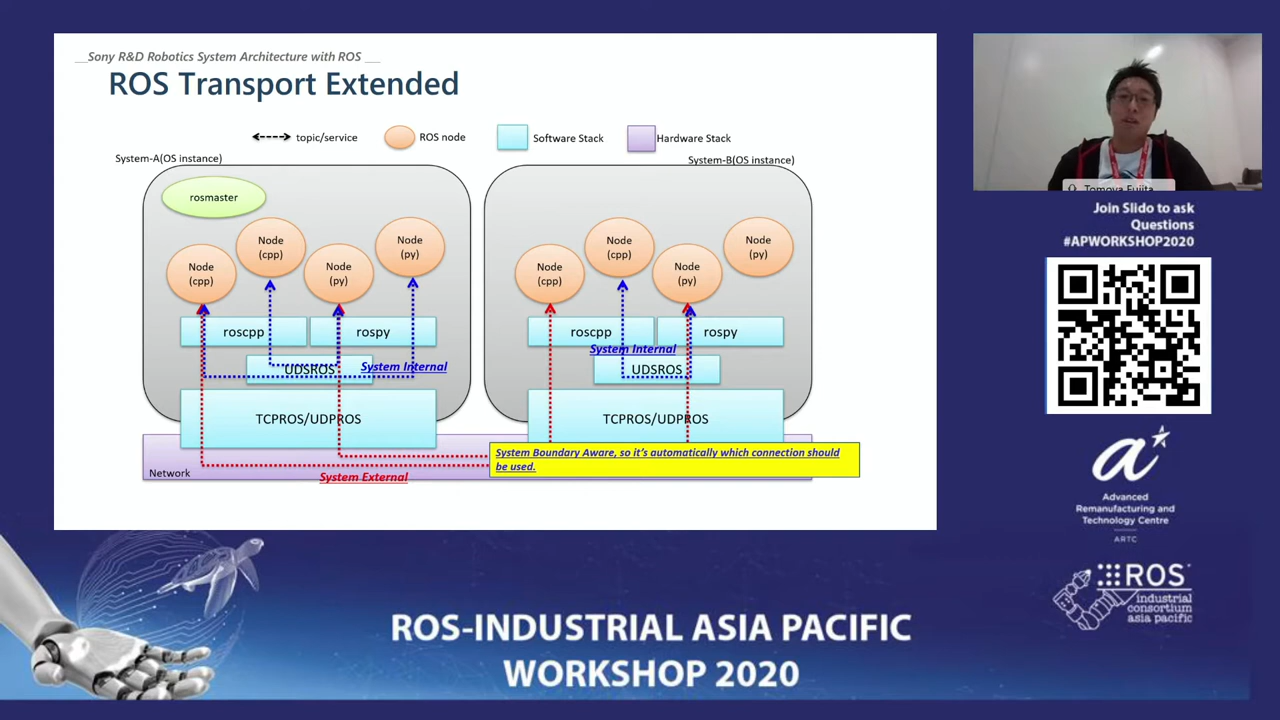 __Sony R&D Robotics System Architecture with ROS ___
ROS Transport Extended
topic/service
ROS node
Software Stack
Hardware Stack
System-A(OS instance)
System-B(OS instance)
rosmaster
Node
(cpp)
Node
(cpp)
Node
(py)
Node
(py)
Node
(cpp)
Node
(cpp)
Node
(py)
Node
(py)
roscpp
rospy
roscpp
rospy
System Internal
System Internal
UDSROS
UDSROS
TCPROS/UDPROS
TCPROS/UDPROS
Network
System External
System Boundary Aware, so it's automatically which connection should
be used.
Tomoya Fujita
Join Slido to ask
Questions
#APWORKSHOP2020
Advanced
Remanufacturing and
Technology Centre
ARTC
ROS
industrial
consortium
asia pacific
ROS-INDUSTRIAL ASIA PACIFIC
WORKSHOP 2020